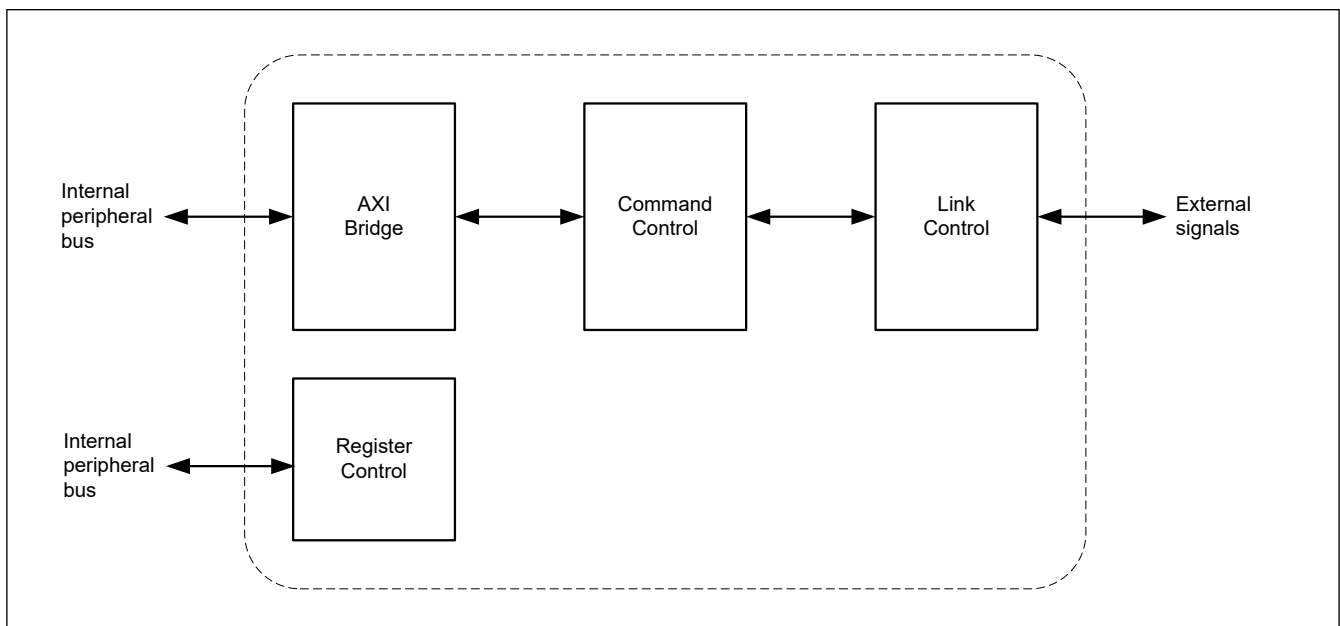 Internal
peripheral
bus
AXI
Bridge
Command
Control
Link
Control
External
signals
Internal
peripheral
bus
Register
Control